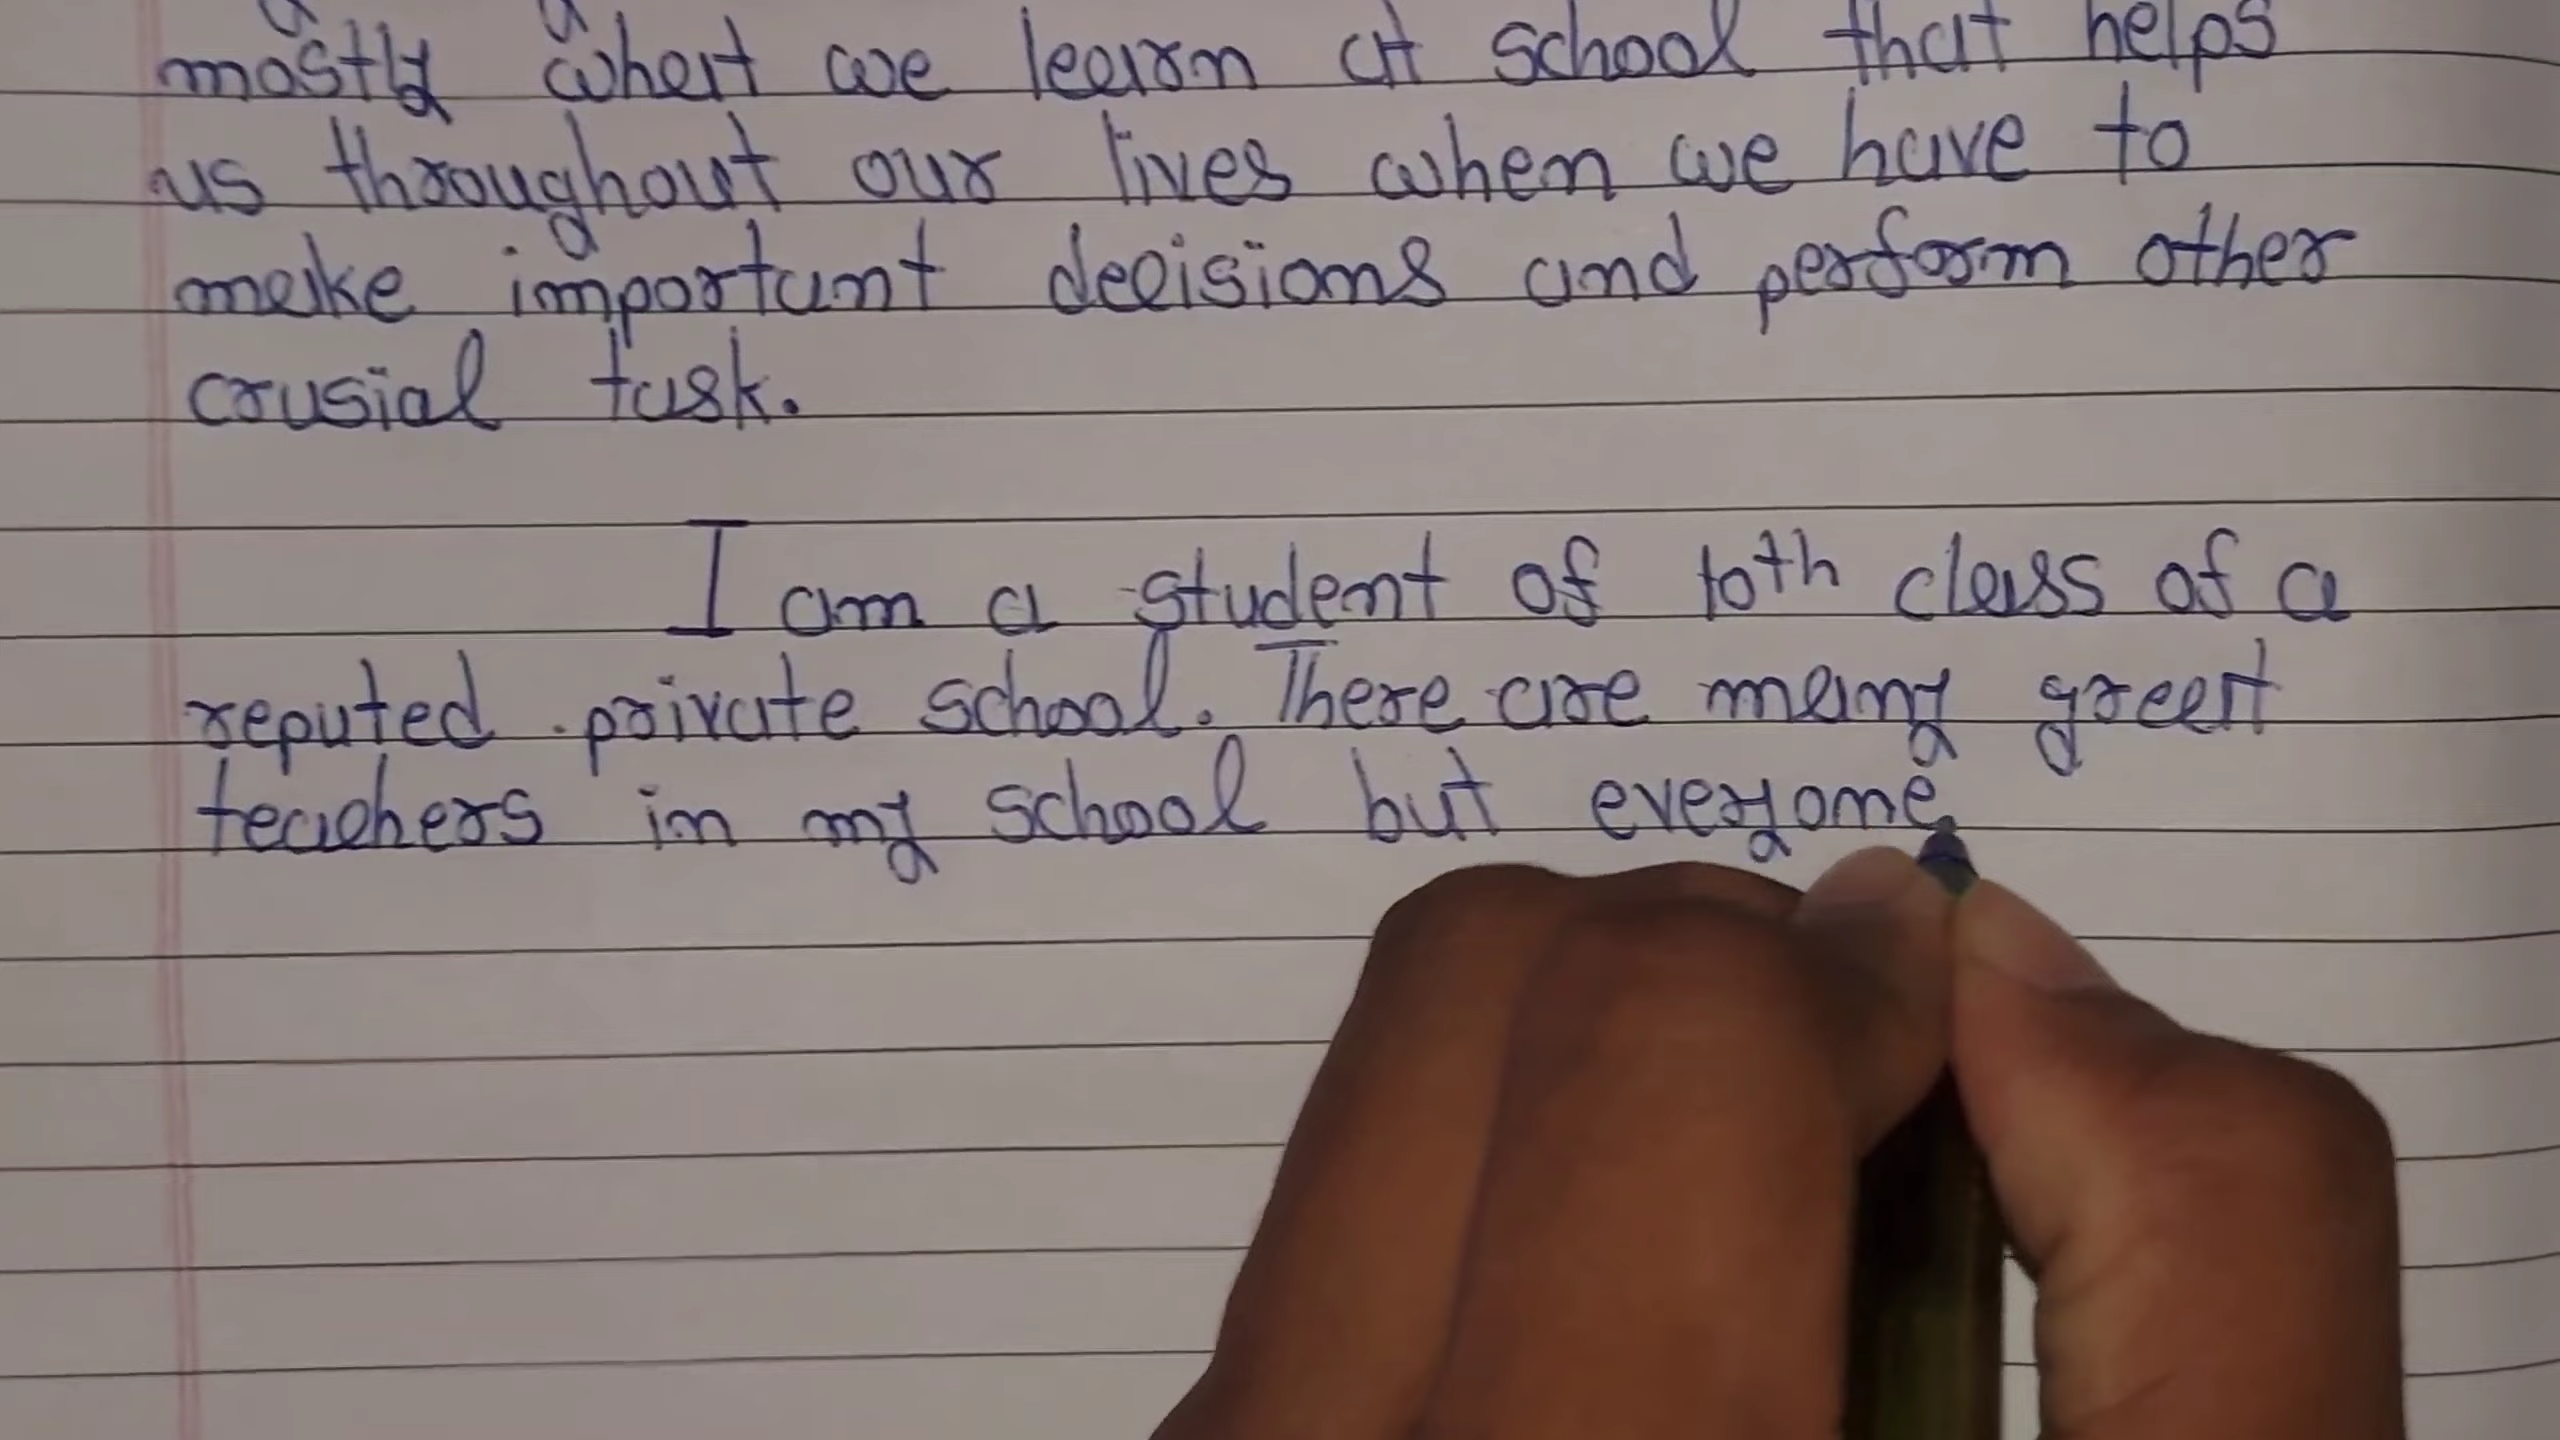 mostly what we learn at school that helps
us throughout our lives when we have to
make important decisions and perform other
crusial task.
I am a student of 10th class of a
reputed private school. There are many great
teachers in my school but everyone